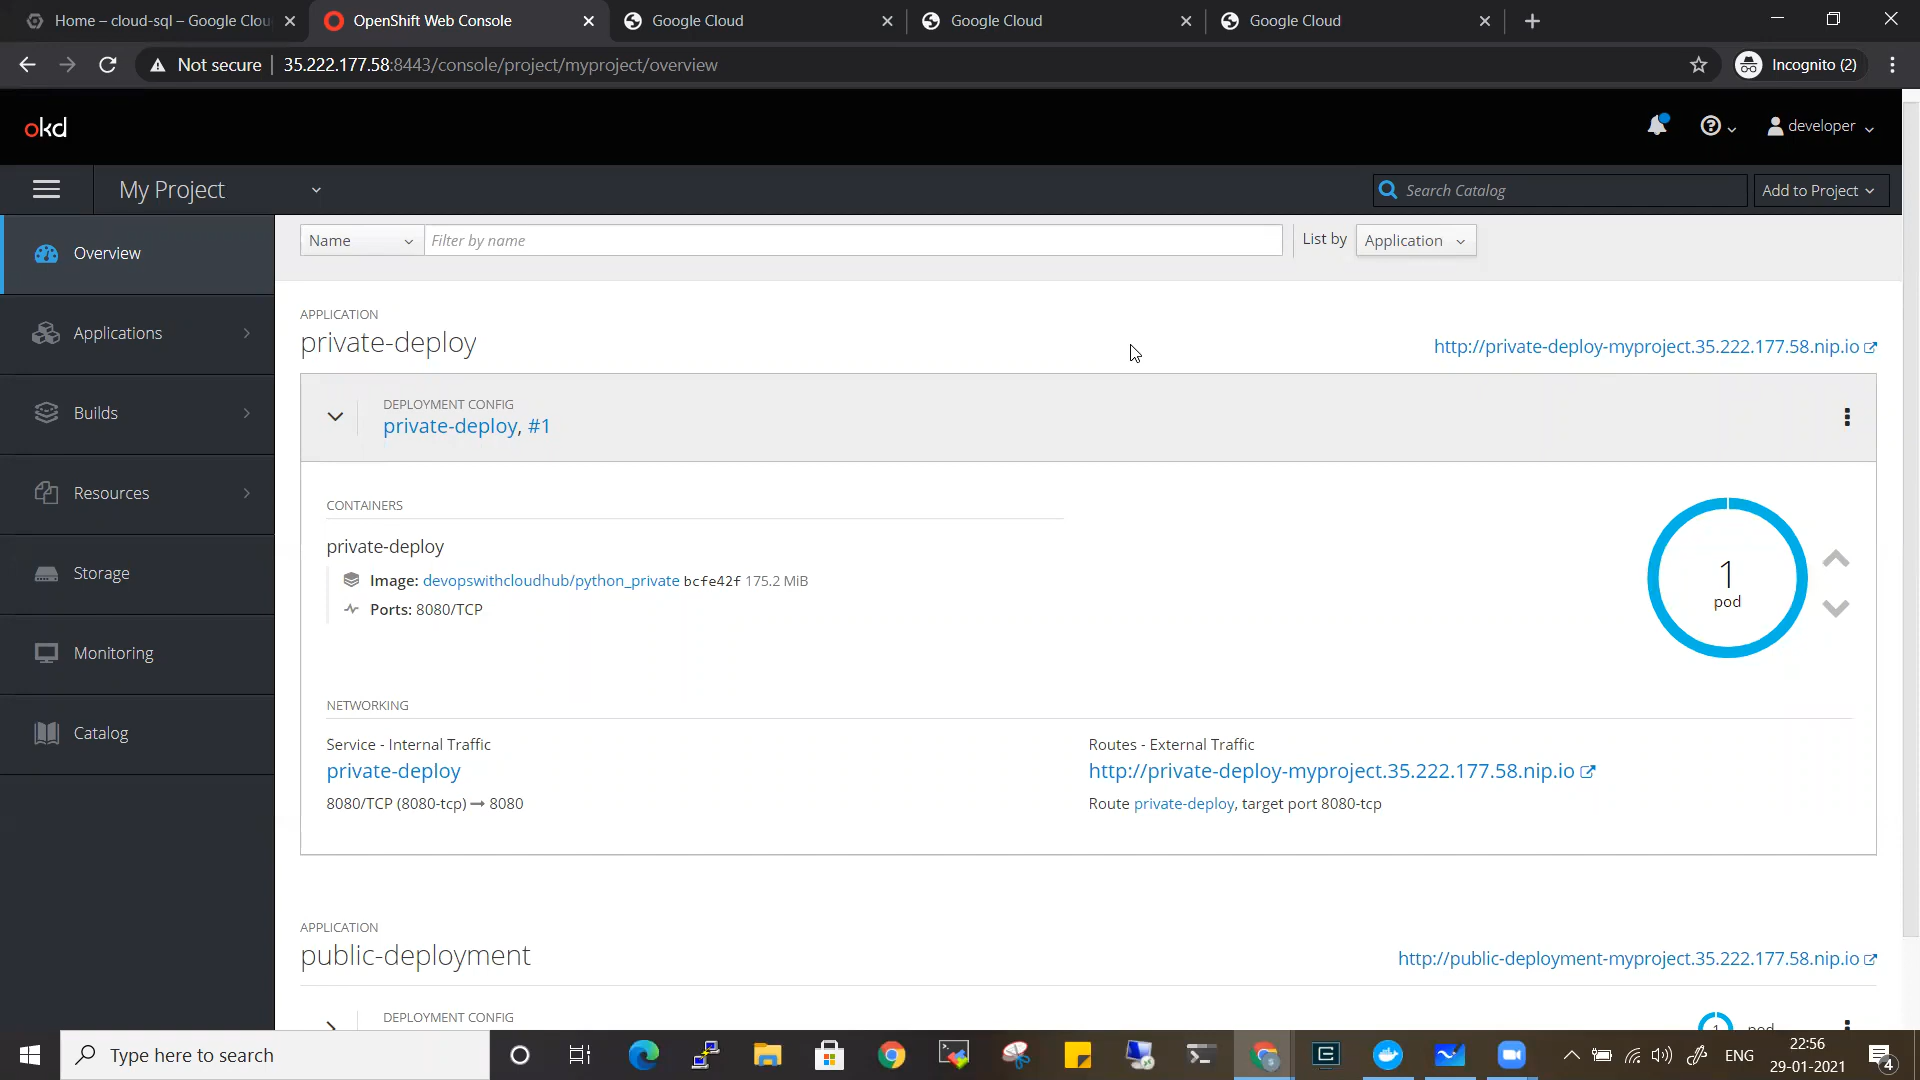 Home – cloud-sql – Google Clou
OpenShift Web Console
Google Cloud
Google Cloud
Google Cloud
Not secure
35.222.177.58:8443/console/project/myproject/overview
Incognito (2)
okd
developer
My Project
Search Catalog
Add to Project
Overview
Applications
Builds
Resources
Storage
Monitoring
Catalog
Name
Filter by name
List by
Application
APPLICATION
private-deploy
http://private-deploy-myproject.35.222.177.58.nip.io
DEPLOYMENT CONFIG
private-deploy, #1
CONTAINERS
private-deploy
Image: devopswithcloudhub/python_private bcfe42f 175.2 MiB
Ports: 8080/TCP
1
pod
NETWORKING
Service - Internal Traffic
private-deploy
8080/TCP (8080-tcp) → 8080
Routes - External Traffic
http://private-deploy-myproject.35.222.177.58.nip.io
Route private-deploy, target port 8080-tcp
APPLICATION
public-deployment
http://public-deployment-myproject.35.222.177.58.nip.io
DEPLOYMENT CONFIG
1 pod
Type here to search
ENG
22:56
29-01-2021
4